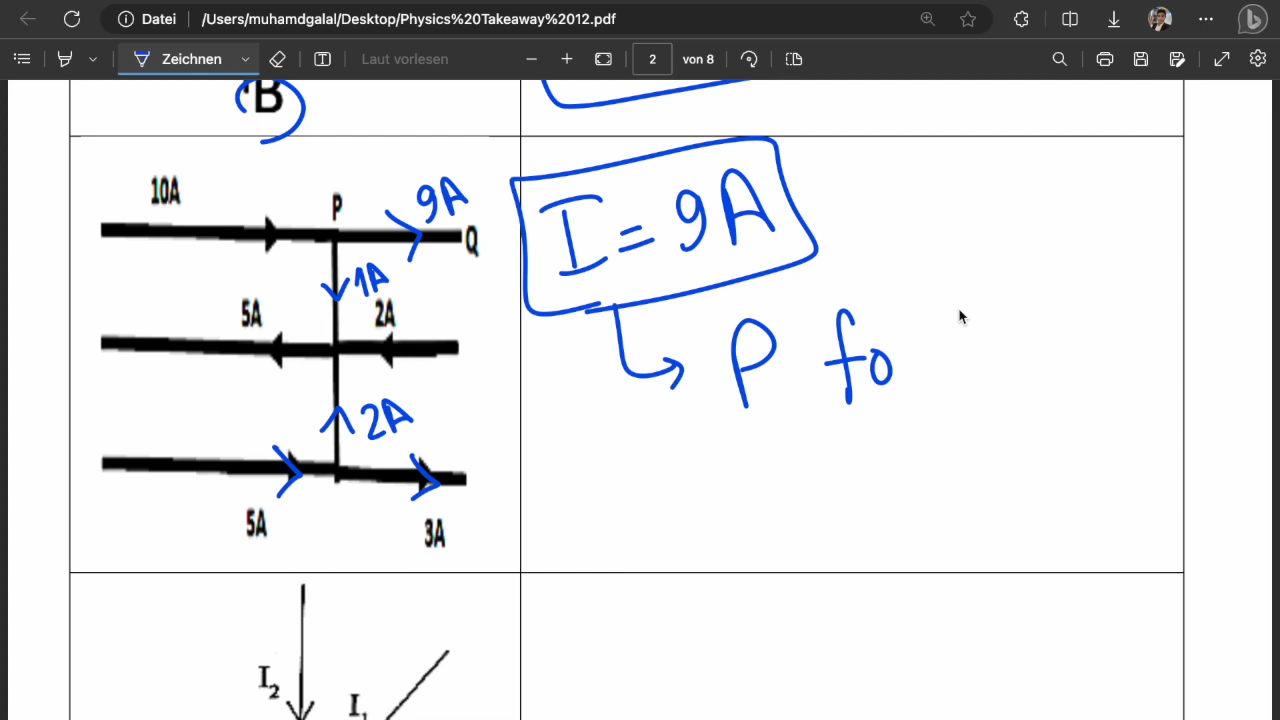 Datei /Users/muhamdgalal/Desktop/Physics%20Takeaway%2012.pdf
Zeichnen Laut vorlesen 2 von 8
B
10A P 9A Q
1A
5A 2A
2A
5A 3A
I = 9A
P fo
I₂ I₁